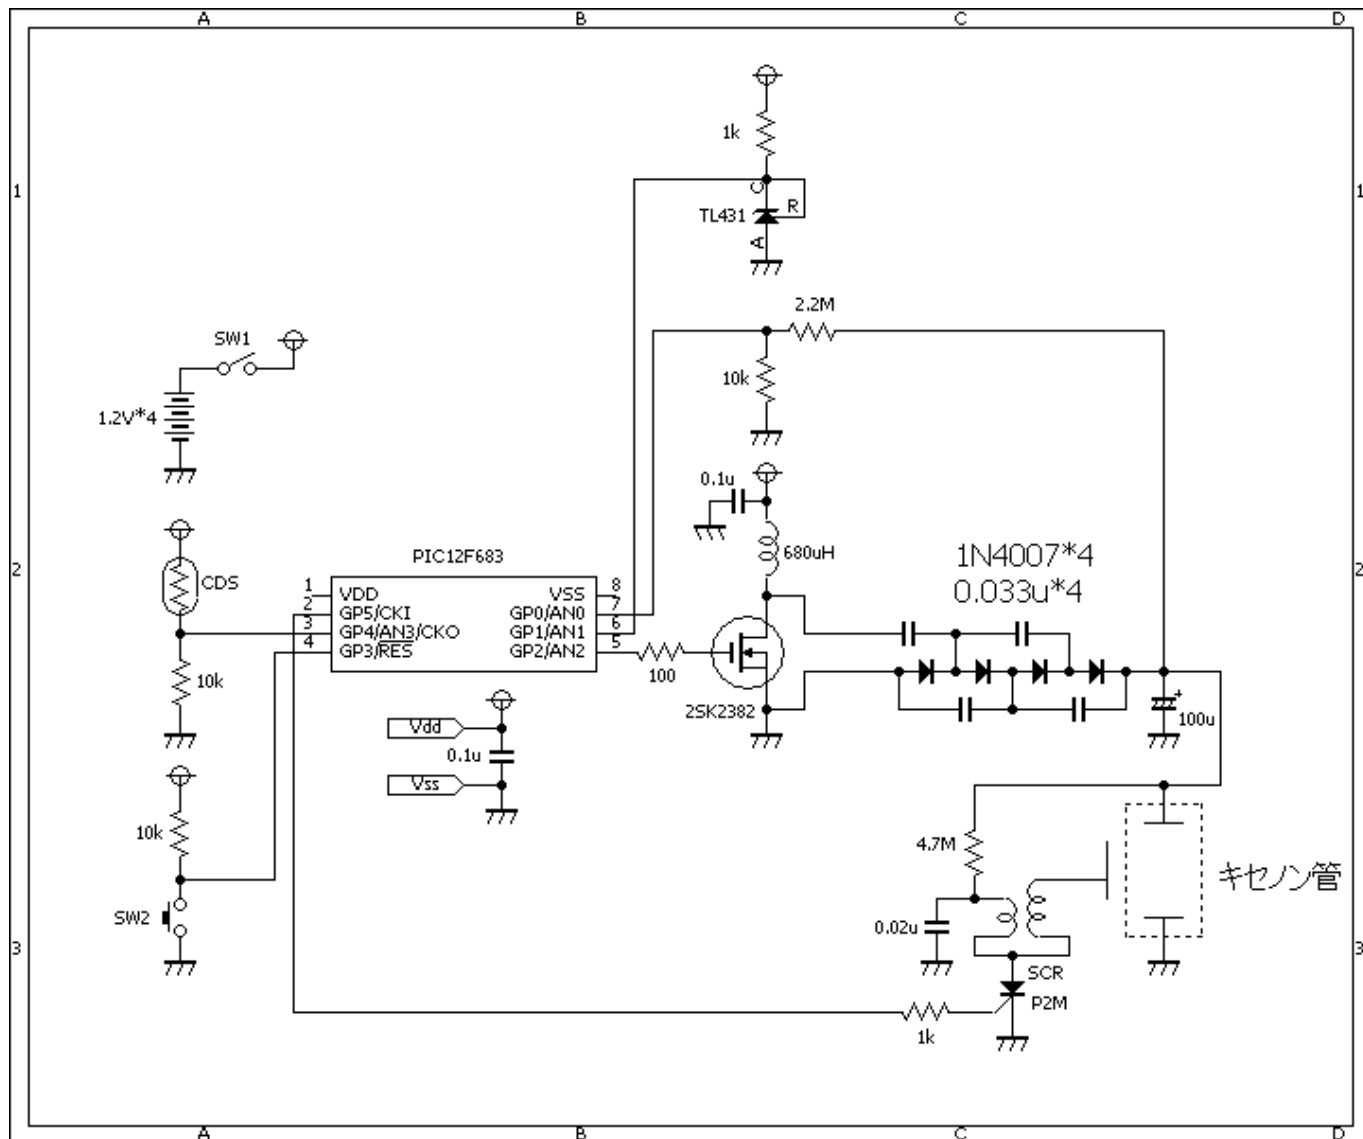 A B C D
1k
1 1
C
TL431 R
A
2.2M
SW1
10k
1.2V*4
0.1u
680uH
1N4007*4
0.033u*4
PIC12F683
2 2
CDS
1 VDD VSS 8
2 GP5/CKI GP0/AN0 7
3 GP4/AN3/CKO GP1/AN1 6
4 GP3/RES GP2/AN2 5
10k
100
2SK2382
+
100u
Vdd
0.1u
Vss
10k
4.7M
キセノン管
SW2
0.02u
3 3
SCR
P2M
1k
A B C D